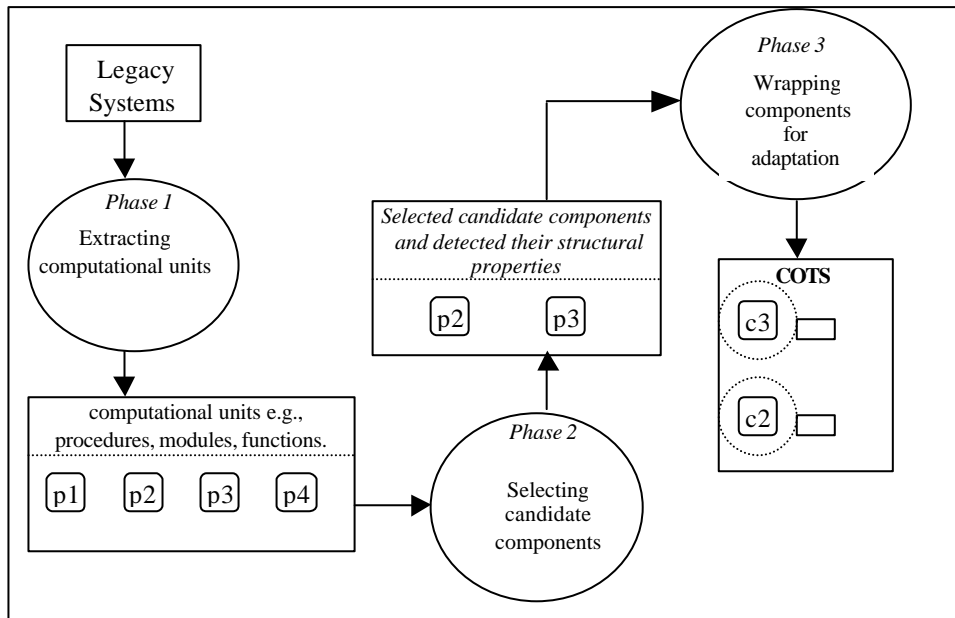 Legacy
Systems
Phase 1
Extracting
computational units
computational units e.g.,
procedures, modules, functions.
p1 p2 p3 p4
Phase 2
Selecting
candidate
components
Selected candidate components
and detected their structural
properties
p2 p3
Phase 3
Wrapping
components
for
adaptation
COTS
c3
c2